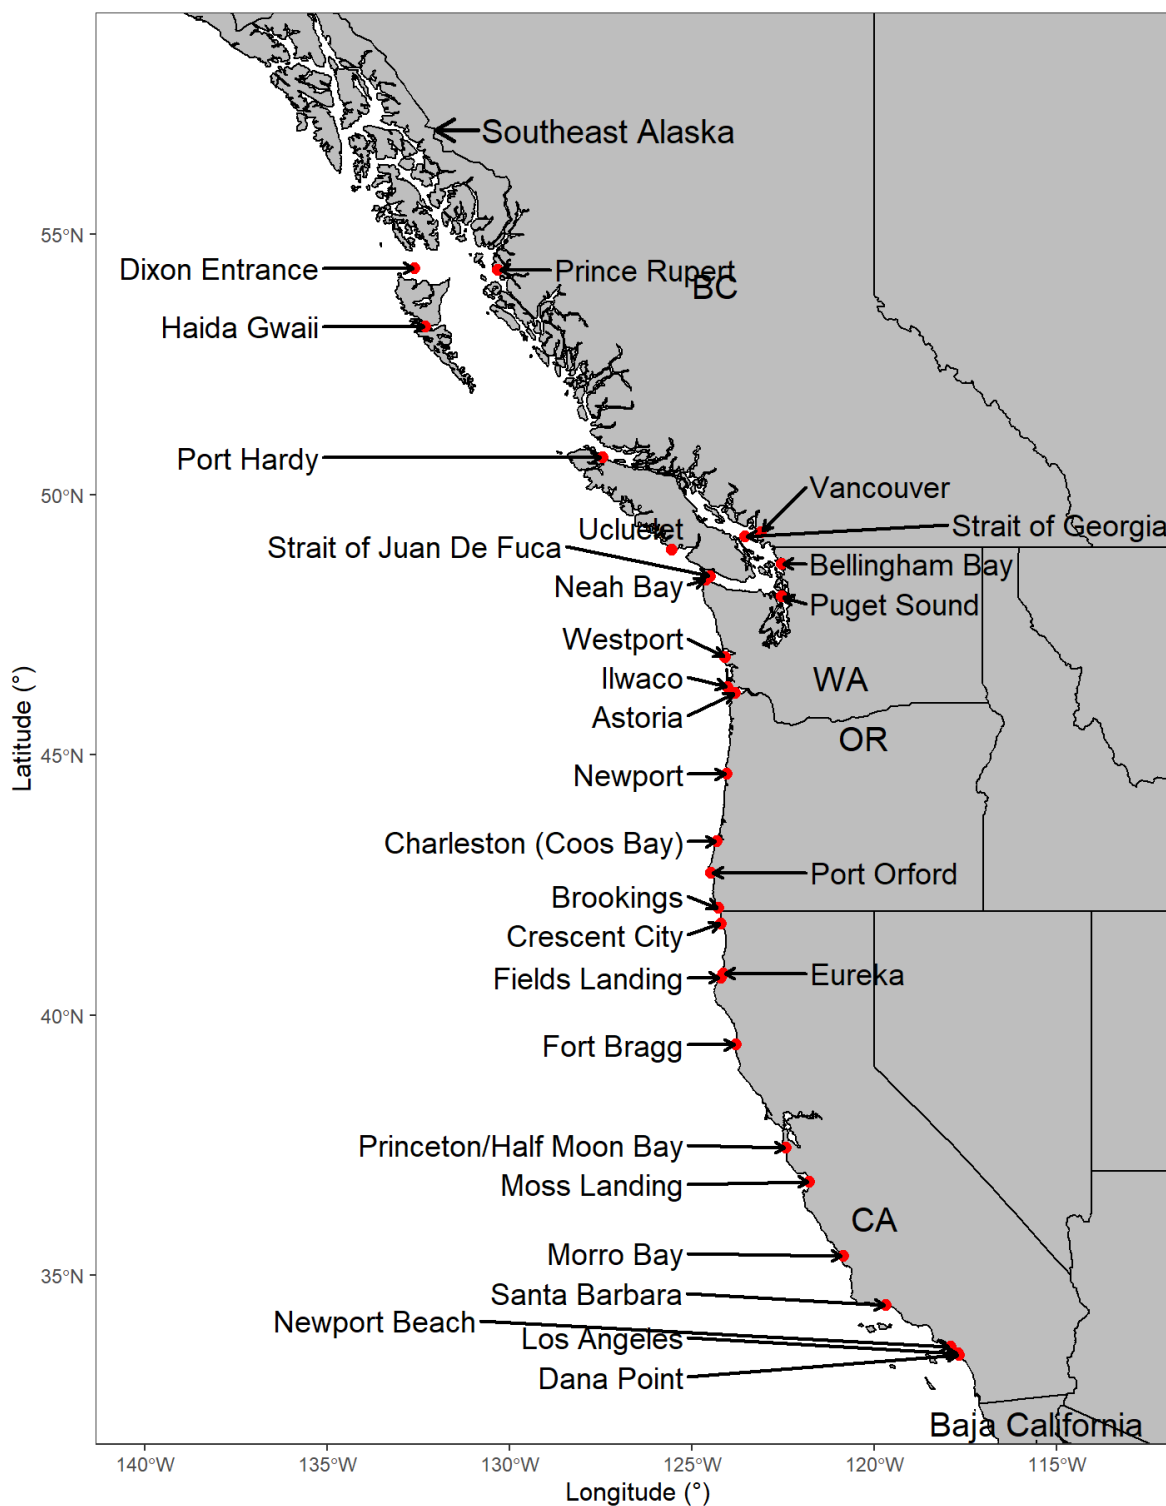 Southeast Alaska
55°N
Dixon Entrance
Prince Rupert
BC
Haida Gwaii
Port Hardy
50°N
Vancouver
Strait of Georgia
Ucluelet
Strait of Juan De Fuca
Bellingham Bay
Neah Bay
Puget Sound
Westport
Ilwaco
WA
Astoria
OR
45°N
Latitude (°)
Newport
Charleston (Coos Bay)
Port Orford
Brookings
Crescent City
Fields Landing
Eureka
40°N
Fort Bragg
Princeton/Half Moon Bay
Moss Landing
CA
Morro Bay
35°N
Santa Barbara
Newport Beach
Los Angeles
Dana Point
Baja California
140°W
135°W
130°W
125°W
120°W
115°W
Longitude (°)